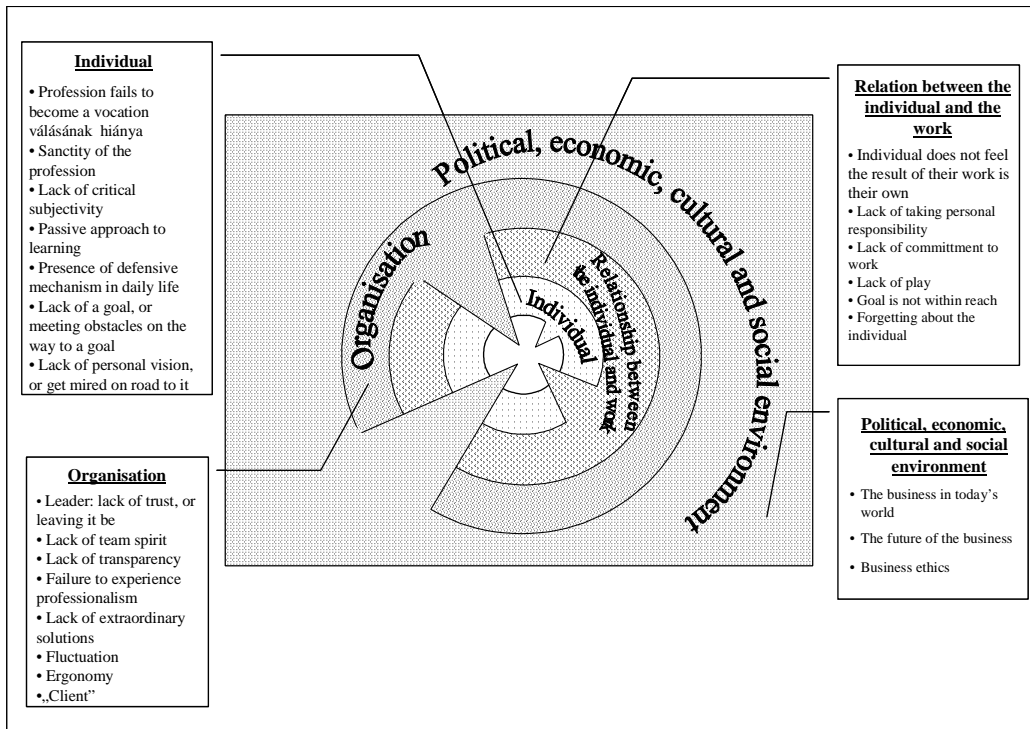 Individual
• Profession fails to
become a vocation
válásának hiánya
• Sanctity of the
profession
• Lack of critical
subjectivity
• Passive approach to
learning
• Presence of defensive
mechanism in daily life
• Lack of a goal, or
meeting obstacles on the
way to a goal
• Lack of personal vision,
or get mired on road to it
Organisation
• Leader: lack of trust, or
leaving it be
• Lack of team spirit
• Lack of transparency
• Failure to experience
professionalism
• Lack of extraordinary
solutions
• Fluctuation
• Ergonomy
•„Client”
Political, economic, cultural and social environment
Organisation
Individual
Relationship between
the individual and work
Relation between the
individual and the
work
• Individual does not feel
the result of their work is
their own
• Lack of taking personal
responsibility
• Lack of committment to
work
• Lack of play
• Goal is not within reach
• Forgetting about the
individual
Political, economic,
cultural and social
environment
• The business in today’s
world
• The future of the business
• Business ethics